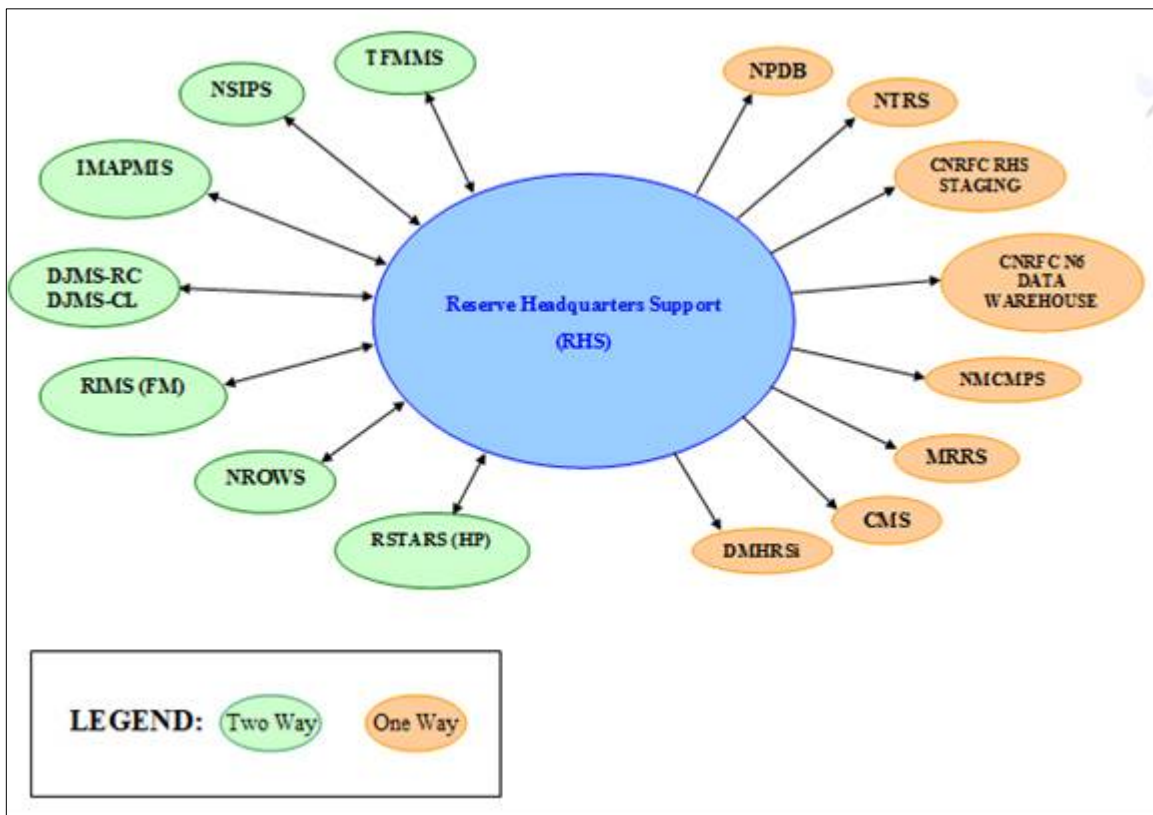 TFMMS
NSIPS
IMAPMIS
DJMS-RC
DJMS-CL
RIMS (FM)
NROWS
RSTARS (HP)
Reserve Headquarters Support
(RHS)
NPDB
NTRS
CNRFC RHS
STAGING
CNRFC N6
DATA
WAREHOUSE
NMCMPS
MRRS
CMS
DMHRSi
LEGEND:
Two Way
One Way